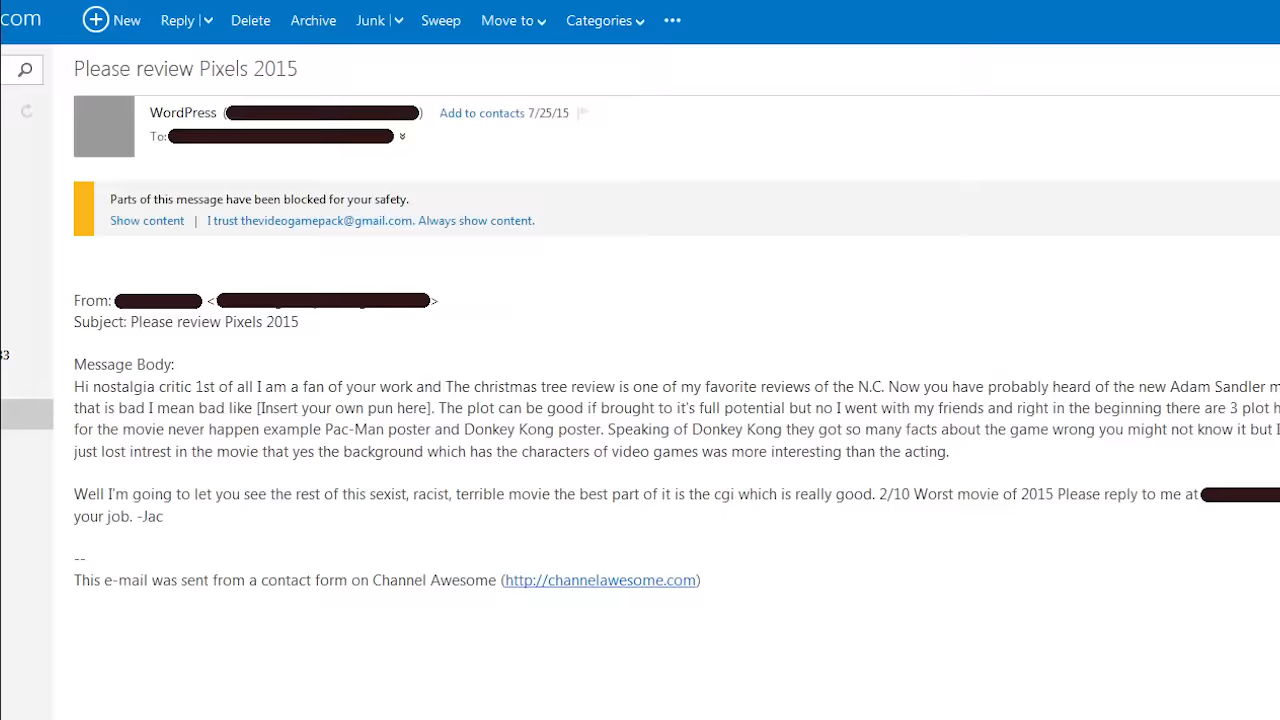 com New Reply Delete Archive Junk Sweep Move to Categories •••
Please review Pixels 2015
WordPress ( ) Add to contacts 7/25/15
To:
Parts of this message have been blocked for your safety.
Show content | I trust thevideogamepack@gmail.com. Always show content.
From: < >
Subject: Please review Pixels 2015
33
Message Body:
Hi nostalgia critic 1st of all I am a fan of your work and The christmas tree review is one of my favorite reviews of the N.C. Now you have probably heard of the new Adam Sandler m
that is bad I mean bad like [Insert your own pun here]. The plot can be good if brought to it's full potential but no I went with my friends and right in the beginning there are 3 plot h
for the movie never happen example Pac-Man poster and Donkey Kong poster. Speaking of Donkey Kong they got so many facts about the game wrong you might not know it but I
just lost intrest in the movie that yes the background which has the characters of video games was more interesting than the acting.
Well I'm going to let you see the rest of this sexist, racist, terrible movie the best part of it is the cgi which is really good. 2/10 Worst movie of 2015 Please reply to me at
your job. -Jac
--
This e-mail was sent from a contact form on Channel Awesome (http://channelawesome.com)